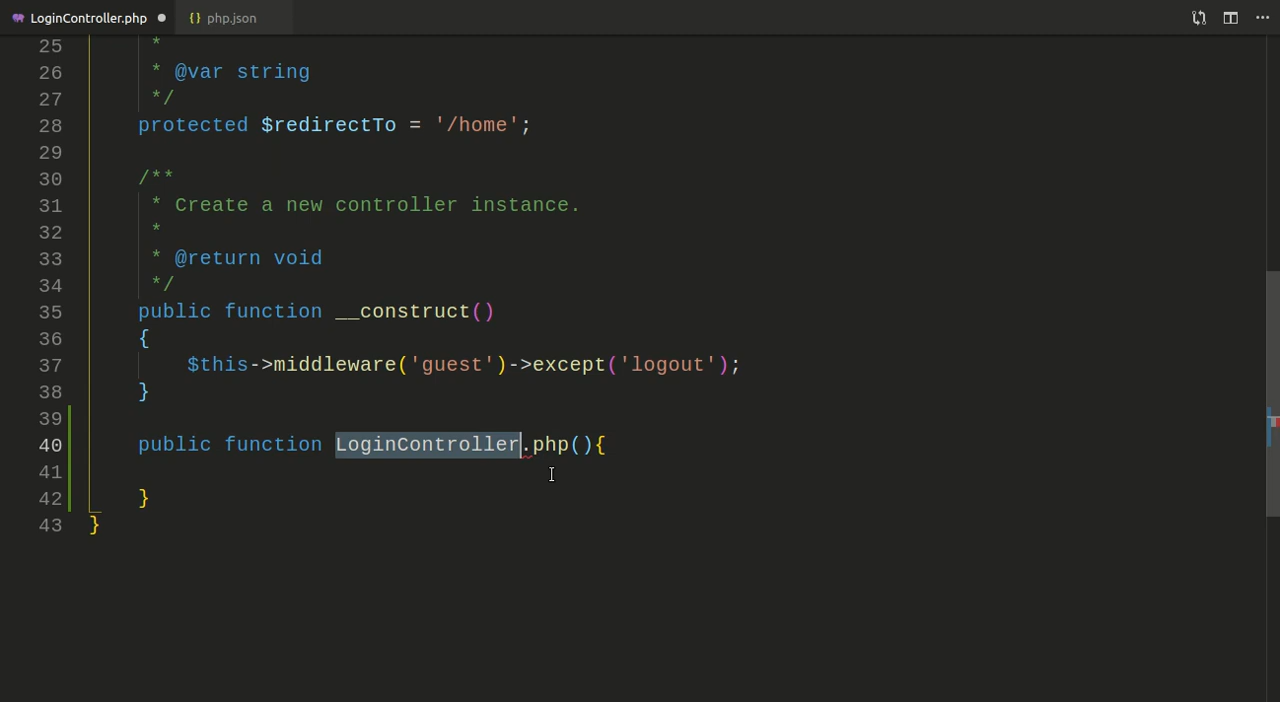 LoginController.php ● {} php.json ...
25 *
26 * @var string
27 */
28 protected $redirectTo = '/home';
29
30 /**
31 * Create a new controller instance.
32 *
33 * @return void
34 */
35 public function __construct()
36 {
37 $this->middleware('guest')->except('logout');
38 }
39
40 public function LoginController.php(){
41
42 }
43 }